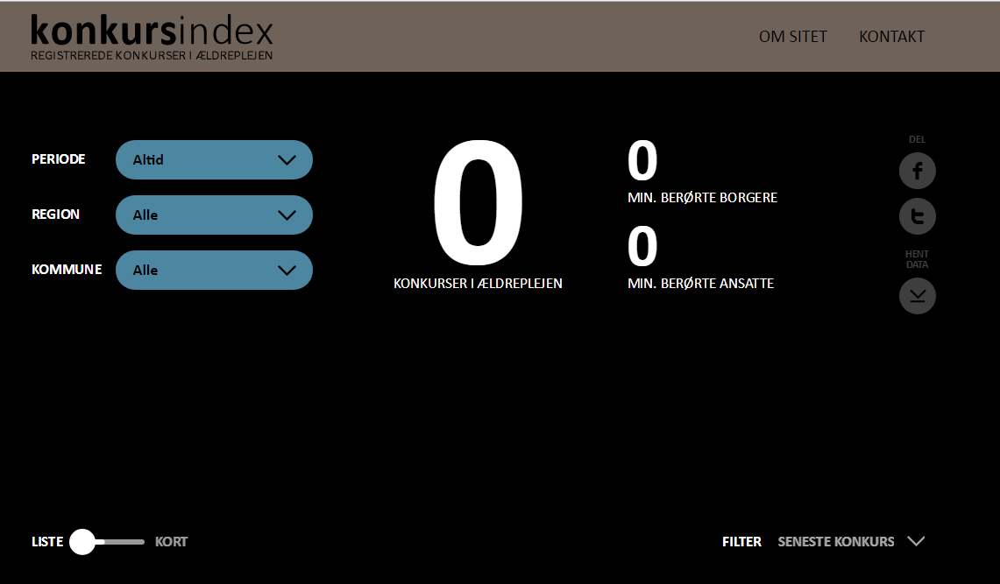 konkursindex
REGISTREREDE KONKURSER I ÆLDREPLEJEN
OM SITET
KONTAKT
PERIODE
Altid
REGION
Alle
KOMMUNE
Alle
0
KONKURSER I ÆLDREPLEJEN
0
MIN. BERØRTE BORGERE
0
MIN. BERØRTE ANSATTE
DEL
HENT
DATA
LISTE
KORT
FILTER
SENESTE KONKURS